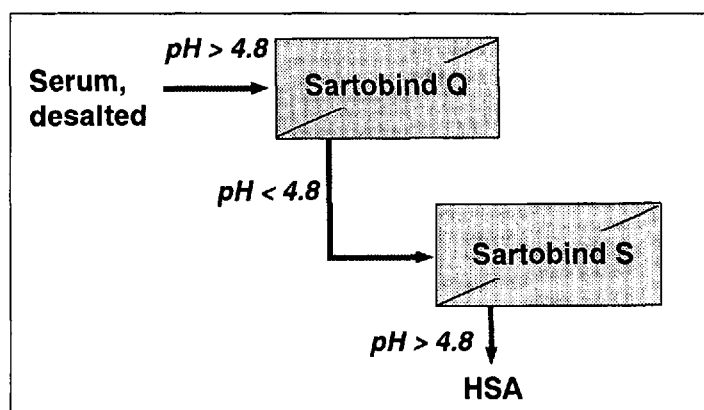 pH > 4.8
Serum,
desalted
Sartobind Q
pH < 4.8
Sartobind S
pH > 4.8
HSA